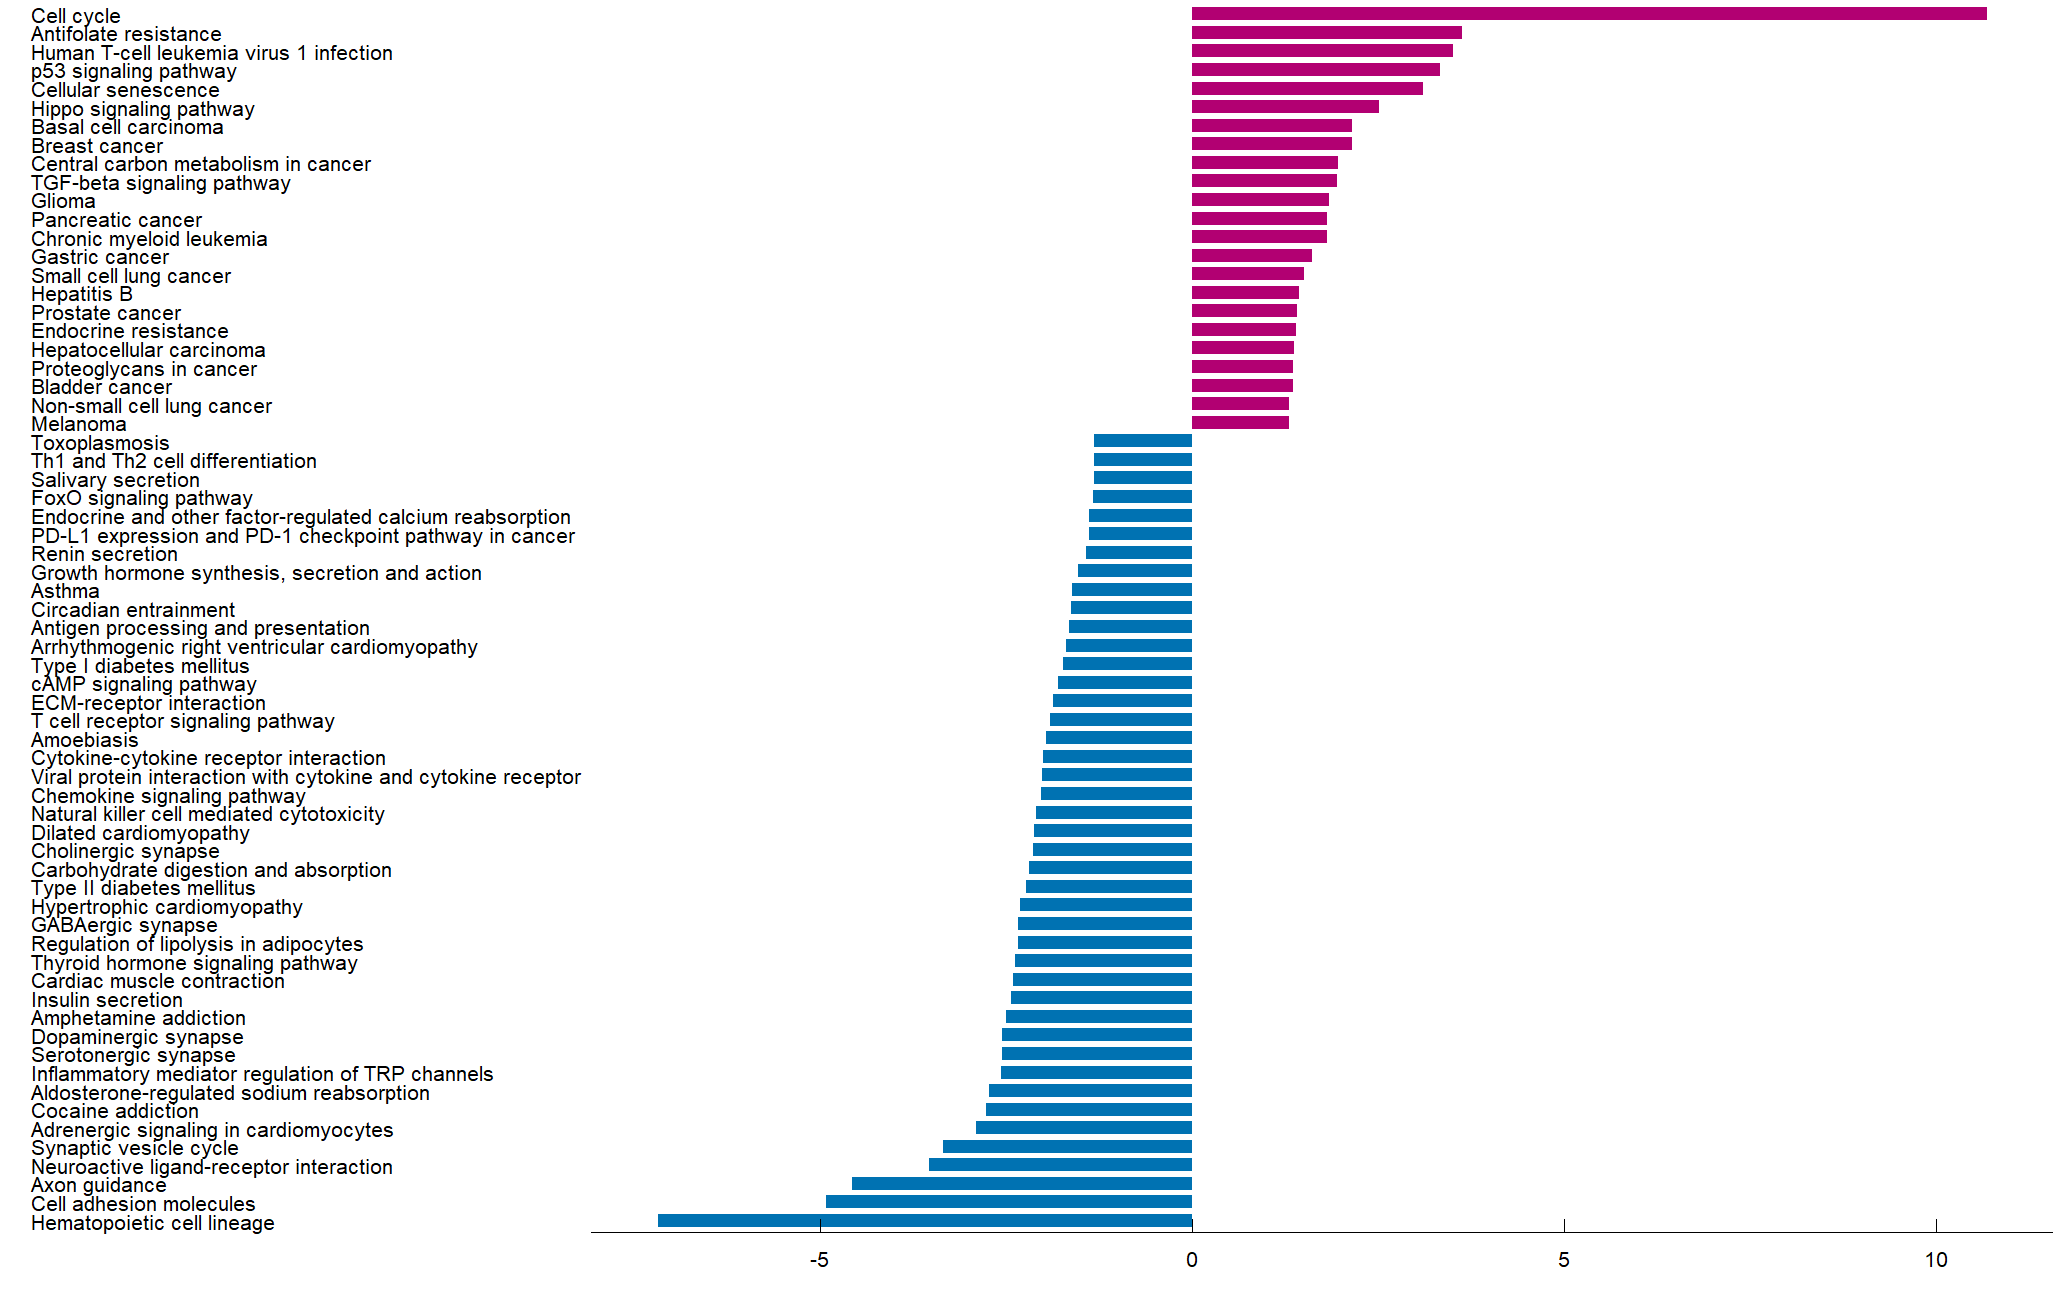 Cell cycle
Antifolate resistance
Human T-cell leukemia virus 1 infection
p53 signaling pathway
Cellular senescence
Hippo signaling pathway
Basal cell carcinoma
Breast cancer
Central carbon metabolism in cancer
TGF-beta signaling pathway
Glioma
Pancreatic cancer
Chronic myeloid leukemia
Gastric cancer
Small cell lung cancer
Hepatitis B
Prostate cancer
Endocrine resistance
Hepatocellular carcinoma
Proteoglycans in cancer
Bladder cancer
Non-small cell lung cancer
Melanoma
Toxoplasmosis
Th1 and Th2 cell differentiation
Salivary secretion
FoxO signaling pathway
Endocrine and other factor-regulated calcium reabsorption
PD-L1 expression and PD-1 checkpoint pathway in cancer
Renin secretion
Growth hormone synthesis, secretion and action
Asthma
Circadian entrainment
Antigen processing and presentation
Arrhythmogenic right ventricular cardiomyopathy
Type I diabetes mellitus
cAMP signaling pathway
ECM-receptor interaction
T cell receptor signaling pathway
Amoebiasis
Cytokine-cytokine receptor interaction
Viral protein interaction with cytokine and cytokine receptor
Chemokine signaling pathway
Natural killer cell mediated cytotoxicity
Dilated cardiomyopathy
Cholinergic synapse
Carbohydrate digestion and absorption
Type II diabetes mellitus
Hypertrophic cardiomyopathy
GABAergic synapse
Regulation of lipolysis in adipocytes
Thyroid hormone signaling pathway
Cardiac muscle contraction
Insulin secretion
Amphetamine addiction
Dopaminergic synapse
Serotonergic synapse
Inflammatory mediator regulation of TRP channels
Aldosterone-regulated sodium reabsorption
Cocaine addiction
Adrenergic signaling in cardiomyocytes
Synaptic vesicle cycle
Neuroactive ligand-receptor interaction
Axon guidance
Cell adhesion molecules
Hematopoietic cell lineage
-5 0 5 10